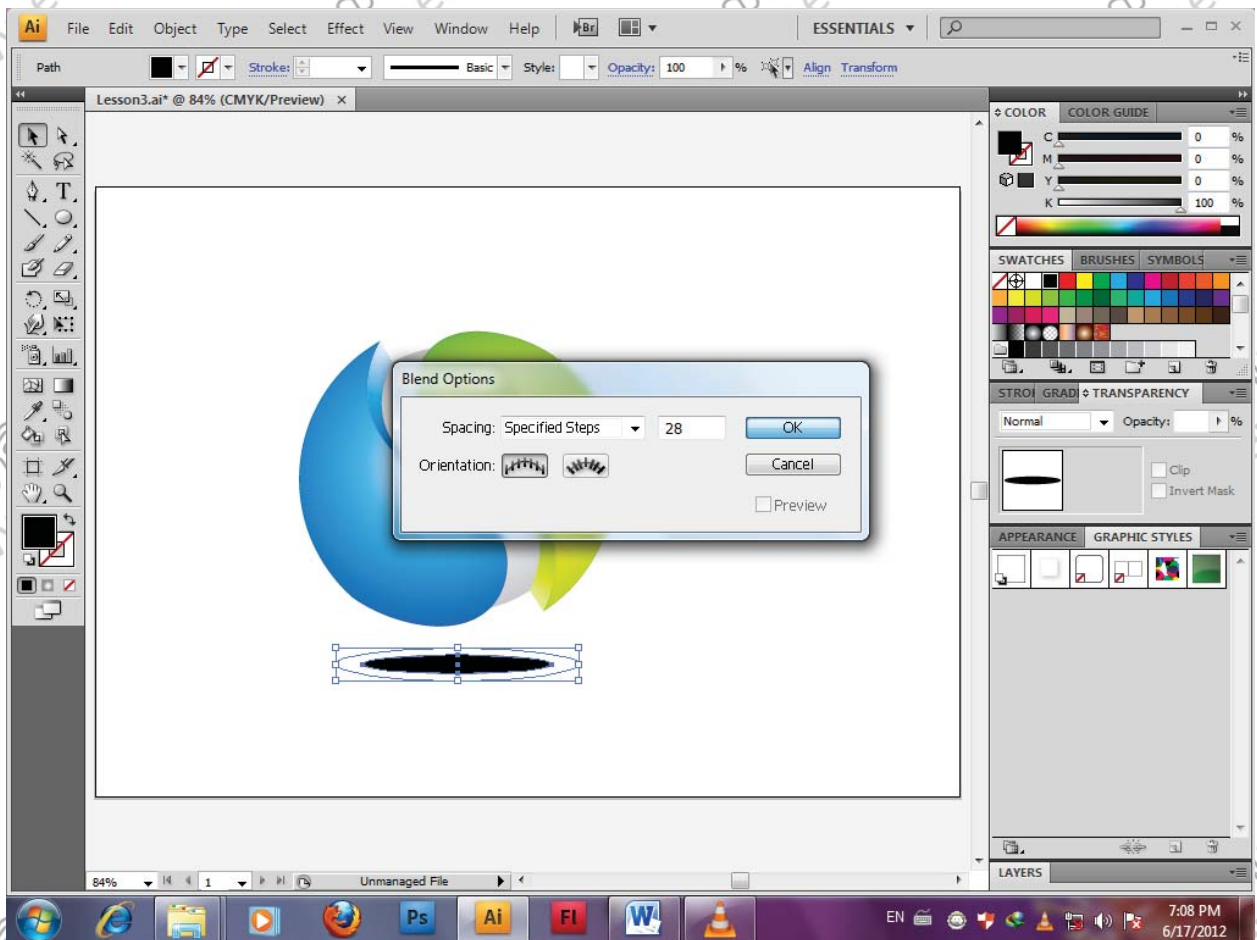 Ai File Edit Object Type Select Effect View Window Help Br ESSENTIALS
Path Stroke: Basic Style: Opacity: 100 % Align Transform
Lesson3.ai* @ 84% (CMYK/Preview) ×
COLOR COLOR GUIDE
C 0 %
M 0 %
Y 0 %
K 100 %
SWATCHES BRUSHES SYMBOLS
STROI GRADI TRANSPARENCY
Normal Opacity: %
Clip
Invert Mask
APPEARANCE GRAPHIC STYLES
LAYERS
Blend Options
Spacing: Specified Steps 28 OK
Orientation: Cancel
Preview
84% 1 Unmanaged File
Ps Ai Fl W EN 7:08 PM
6/17/2012